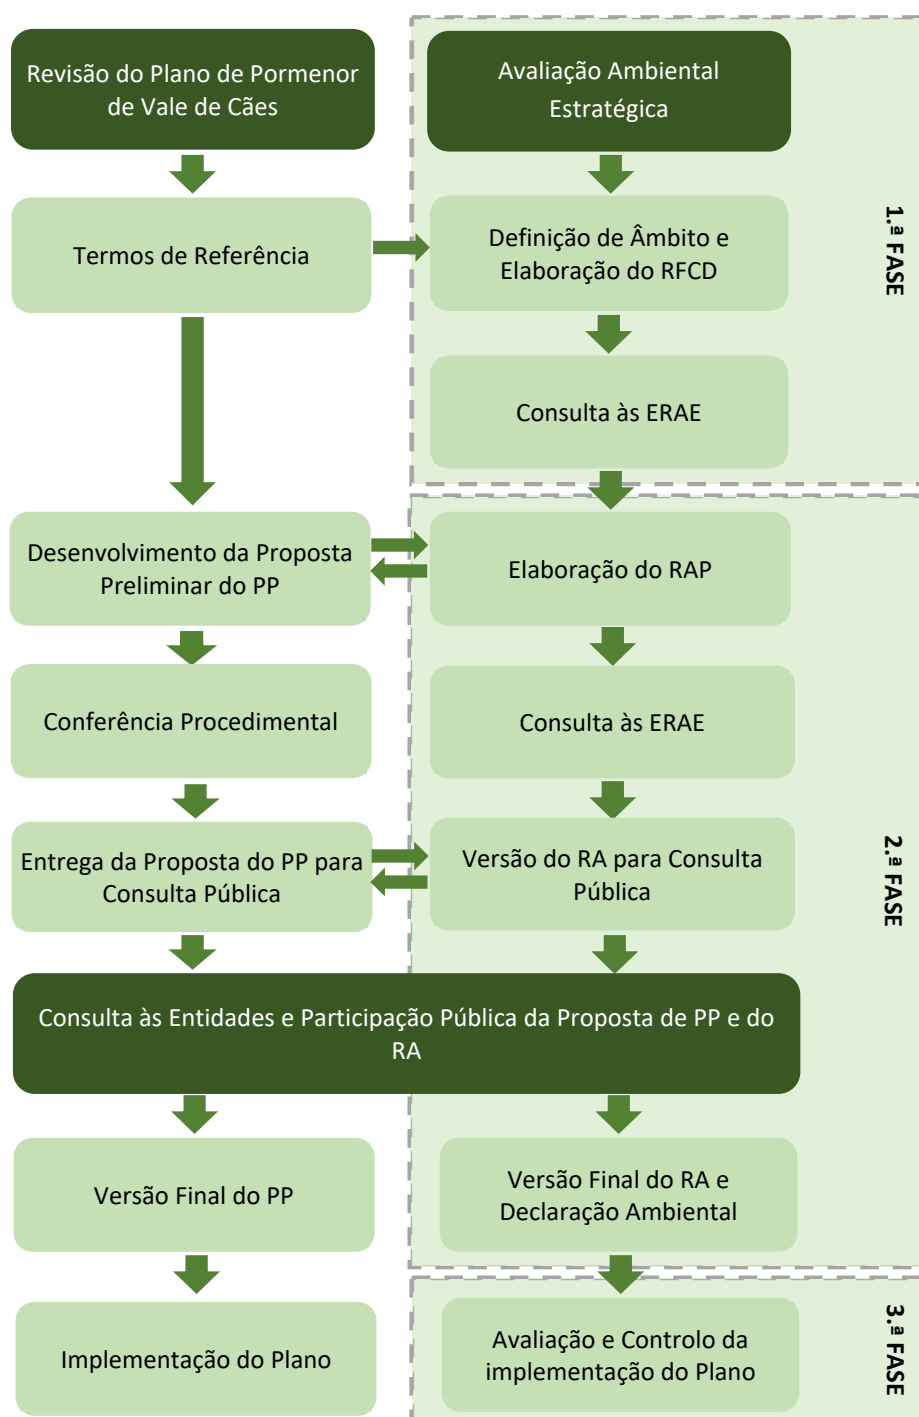 Revisão do Plano de Pormenor
de Vale de Cães
Avaliação Ambiental
Estratégica
1.ª FASE
Termos de Referência
Definição de Âmbito e
Elaboração do RFCD
Consulta às ERAE
Desenvolvimento da Proposta
Preliminar do PP
Elaboração do RAP
Conferência Procedimental
Consulta às ERAE
2.ª FASE
Entrega da Proposta do PP para
Consulta Pública
Versão do RA para Consulta
Pública
Consulta às Entidades e Participação Pública da Proposta de PP e do
RA
Versão Final do PP
Versão Final do RA e
Declaração Ambiental
Implementação do Plano
Avaliação e Controlo da
implementação do Plano
3.ª FASE